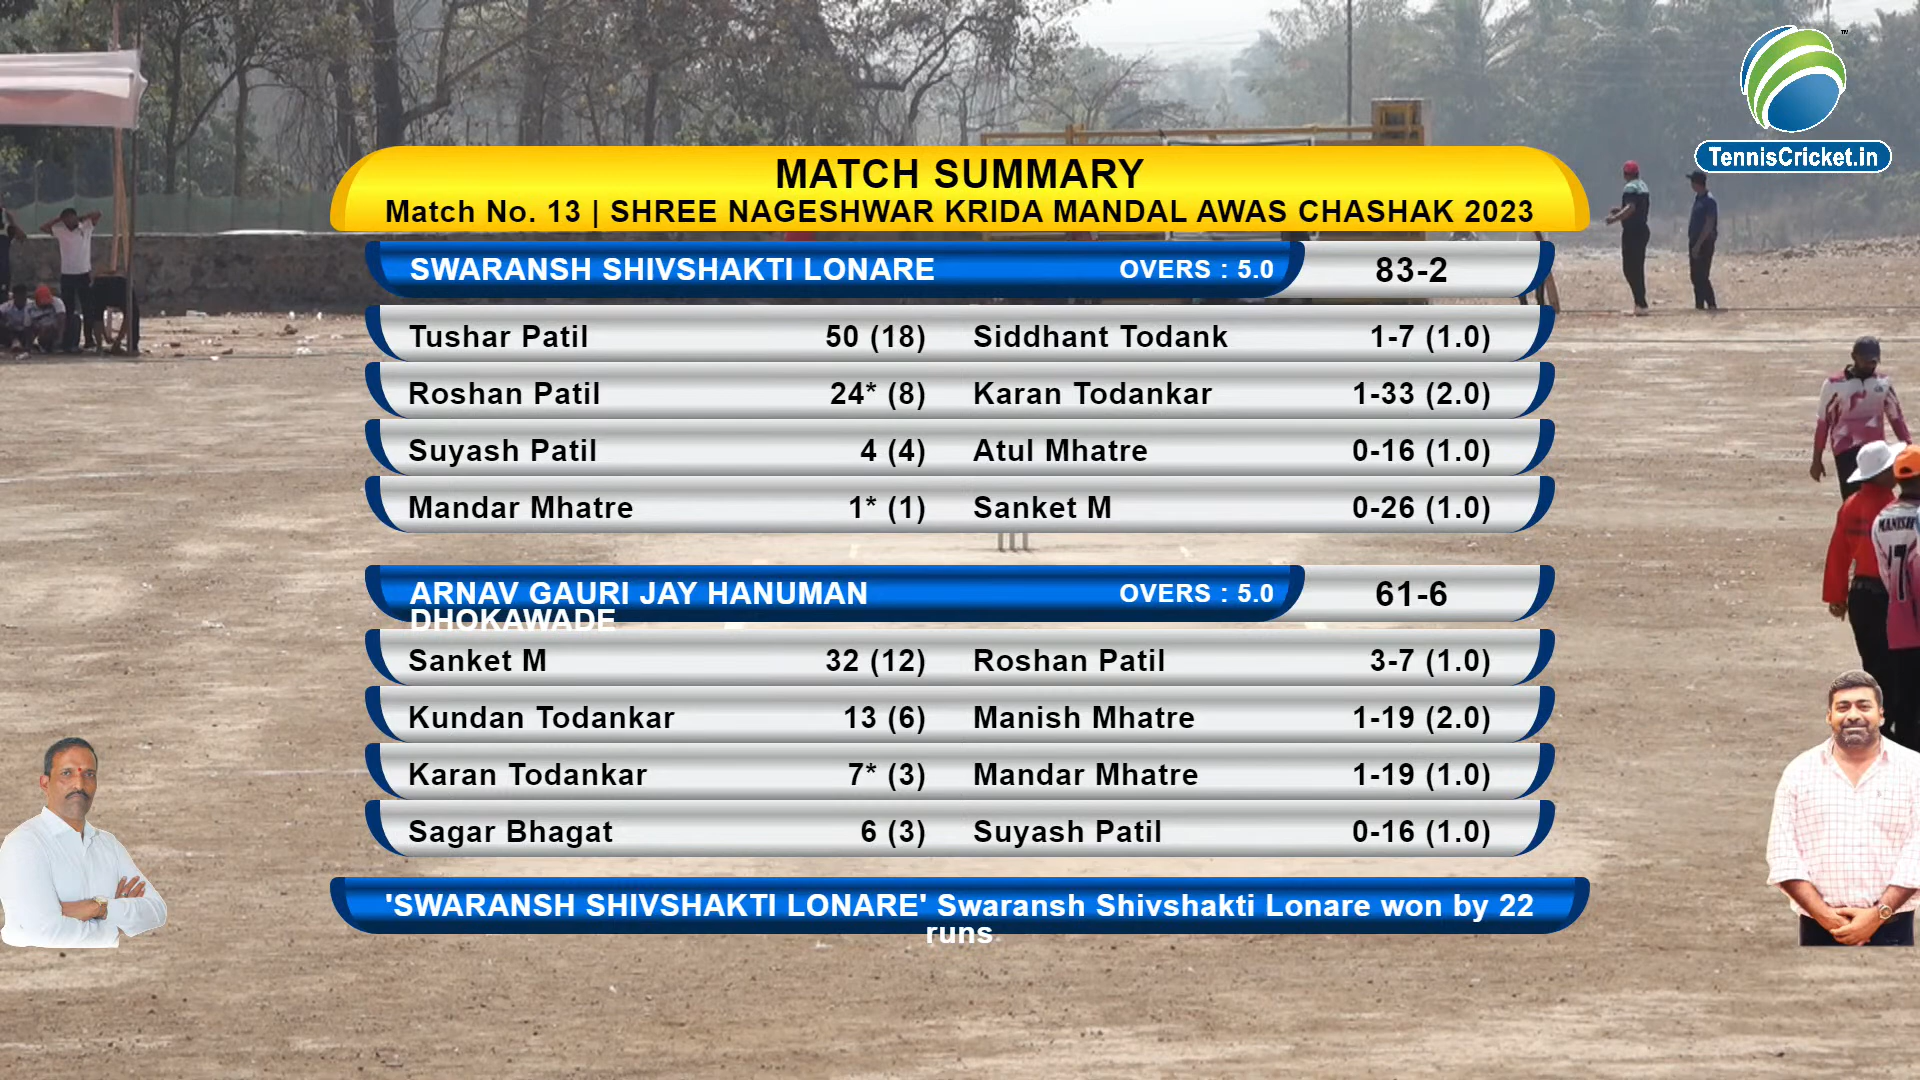 MATCH SUMMARY
Match No. 13 | SHREE NAGESHWAR KRIDA MANDAL AWAS CHASHAK 2023
TM
TennisCricket.in
SWARANSH SHIVSHAKTI LONARE OVERS : 5.0 83-2
Tushar Patil 50 (18) Siddhant Todank 1-7 (1.0)
Roshan Patil 24* (8) Karan Todankar 1-33 (2.0)
Suyash Patil 4 (4) Atul Mhatre 0-16 (1.0)
Mandar Mhatre 1* (1) Sanket M 0-26 (1.0)
MANISH
17
ARNAV GAURI JAY HANUMAN OVERS : 5.0 61-6
DHOKAWADE
Sanket M 32 (12) Roshan Patil 3-7 (1.0)
Kundan Todankar 13 (6) Manish Mhatre 1-19 (2.0)
Karan Todankar 7* (3) Mandar Mhatre 1-19 (1.0)
Sagar Bhagat 6 (3) Suyash Patil 0-16 (1.0)
'SWARANSH SHIVSHAKTI LONARE' Swaransh Shivshakti Lonare won by 22
runs